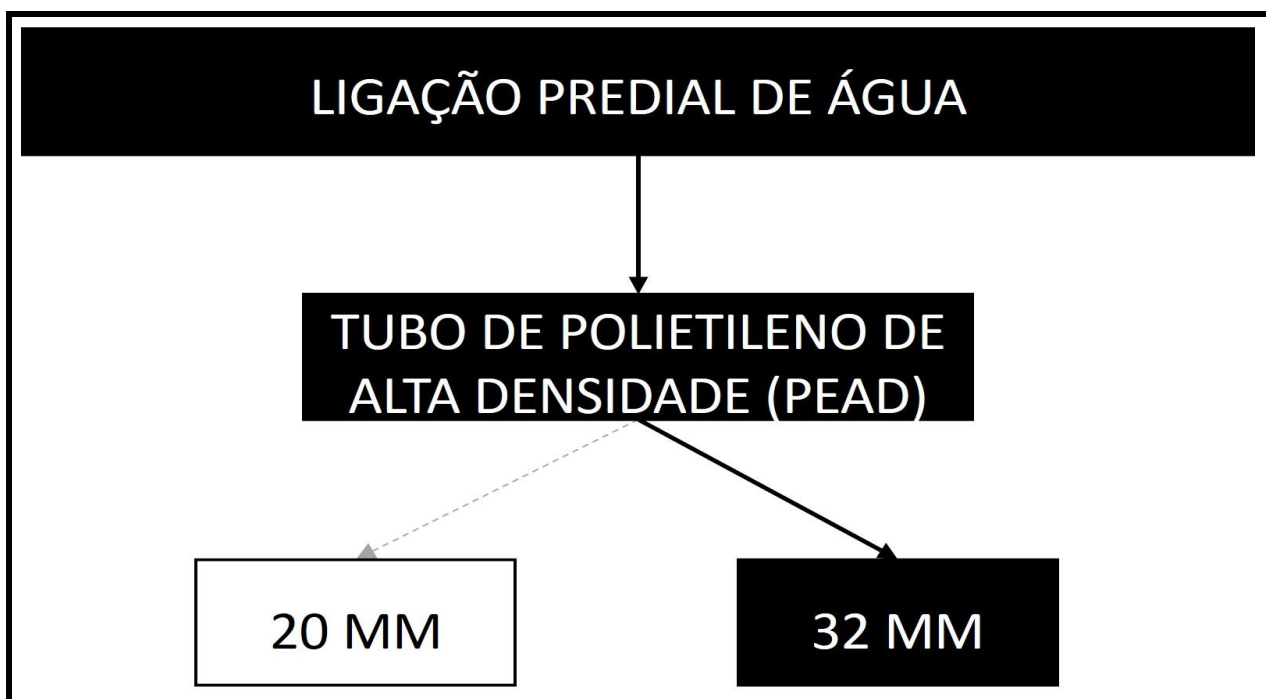 LIGAÇÃO PREDIAL DE ÁGUA
TUBO DE POLIETILENO DE
ALTA DENSIDADE (PEAD)
20 MM
32 MM